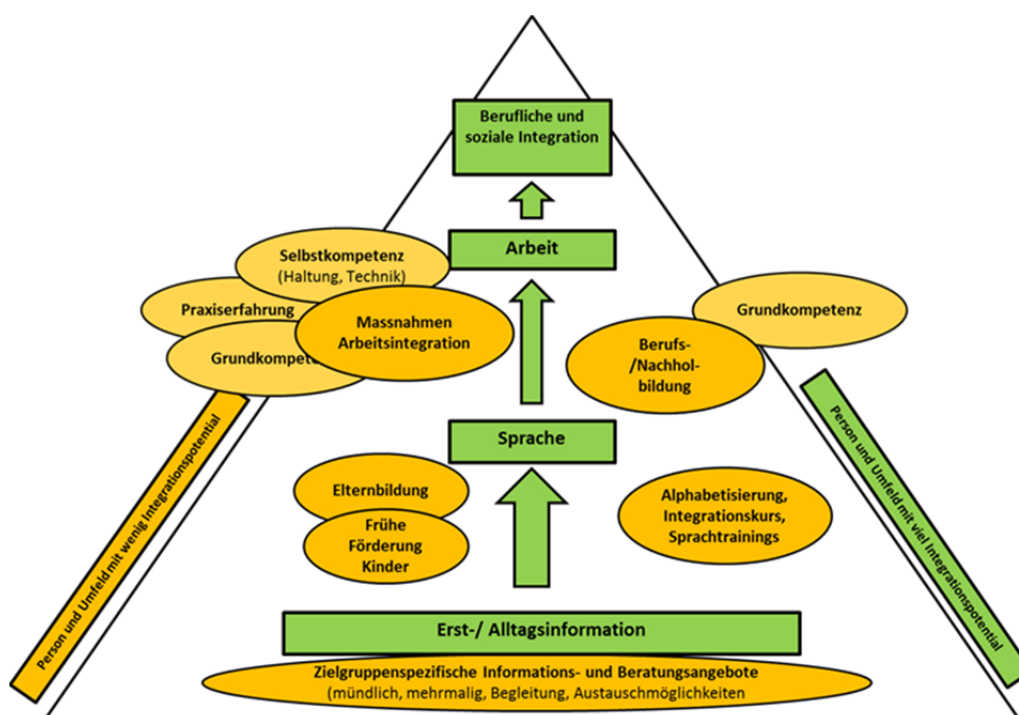 Berufliche und
soziale Integration
Arbeit
Selbstkompetenz
(Haltung, Technik)
Praxiserfahrung
Grundkompete
Massnahmen
Arbeitsintegration
Grundkompetenz
Berufs-
/Nachhol-
bildung
Sprache
Elternbildung
Frühe
Förderung
Kinder
Alphabetisierung,
Integrationskurs,
Sprachtrainings
Person und Umfeld mit wenig Integrationspotential
Person und Umfeld mit viel Integrationspotential
Erst-/ Alltagsinformation
Zielgruppenspezifische Informations- und Beratungsangebote
(mündlich, mehrmalig, Begleitung, Austauschmöglichkeiten